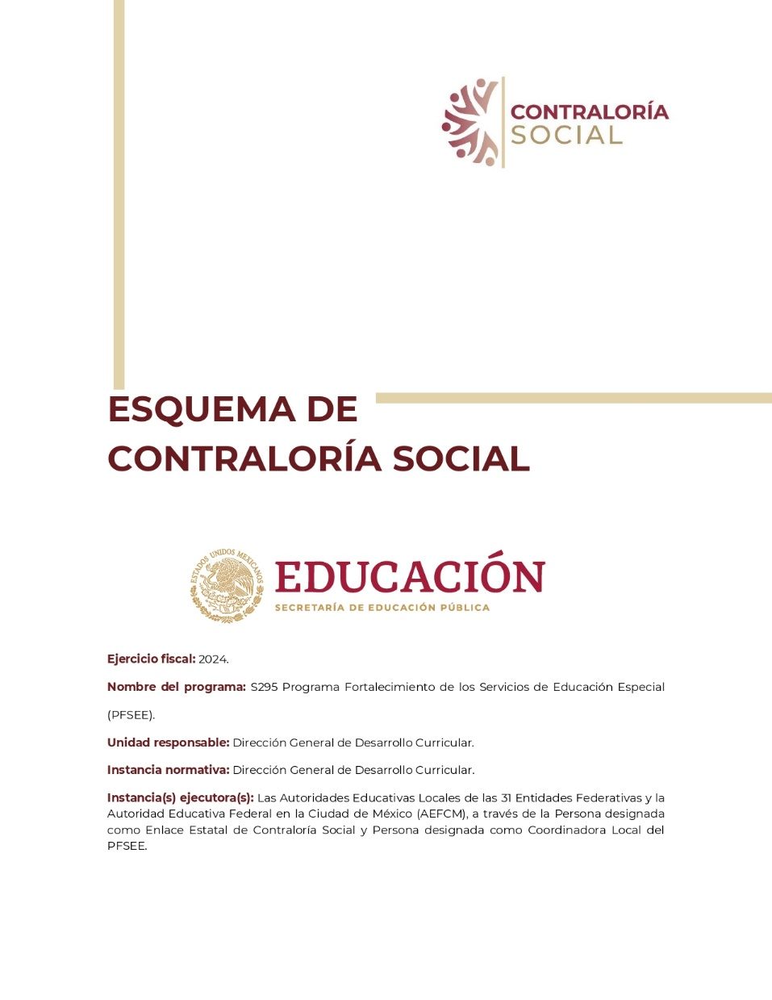 CONTRALORÍA
SOCIAL
ESQUEMA DE
CONTRALORÍA SOCIAL
ESTADOS UNIDOS MEXICANOS
EDUCACIÓN
SECRETARÍA DE EDUCACIÓN PÚBLICA
Ejercicio fiscal: 2024.
Nombre del programa: S295 Programa Fortalecimiento de los Servicios de Educación Especial
(PFSEE).
Unidad responsable: Dirección General de Desarrollo Curricular.
Instancia normativa: Dirección General de Desarrollo Curricular.
Instancia(s) ejecutora(s): Las Autoridades Educativas Locales de las 31 Entidades Federativas y la
Autoridad Educativa Federal en la Ciudad de México (AEFCM), a través de la Persona designada
como Enlace Estatal de Contraloría Social y Persona designada como Coordinadora Local del
PFSEE.